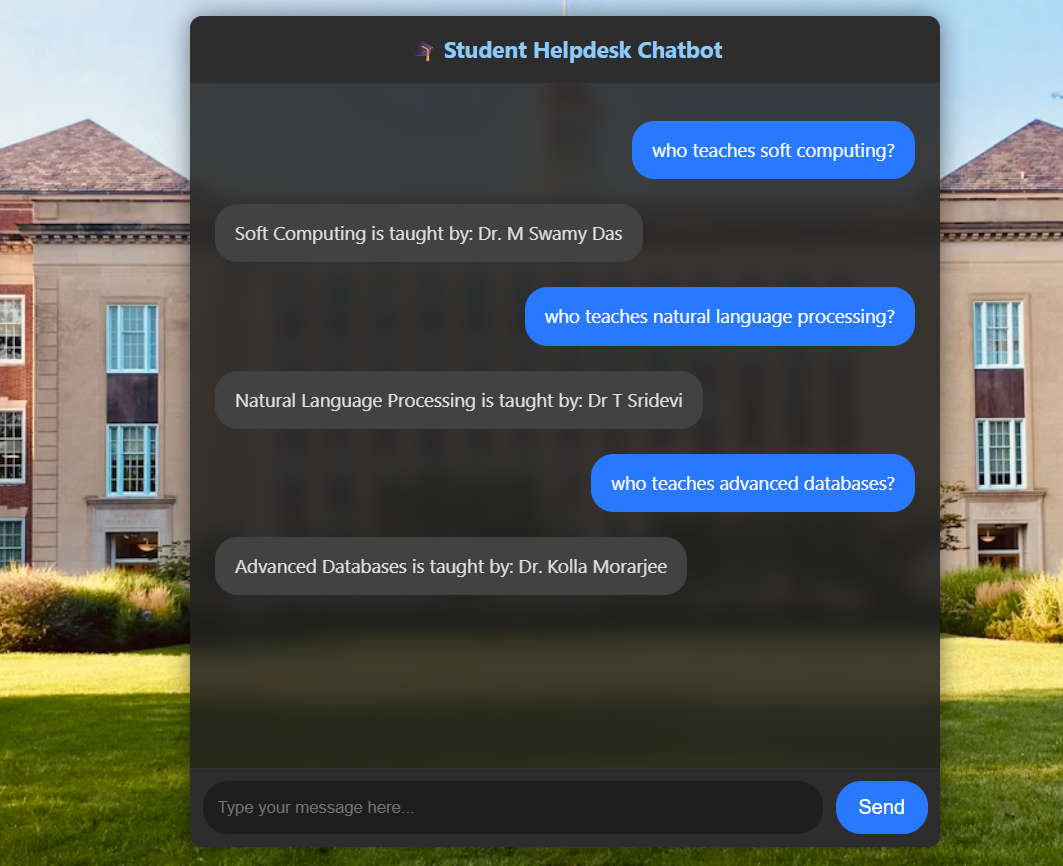 Student Helpdesk Chatbot
who teaches soft computing?
Soft Computing is taught by: Dr. M Swamy Das
who teaches natural language processing?
Natural Language Processing is taught by: Dr T Sridevi
who teaches advanced databases?
Advanced Databases is taught by: Dr. Kolla Morarjee
Type your message here...
Send